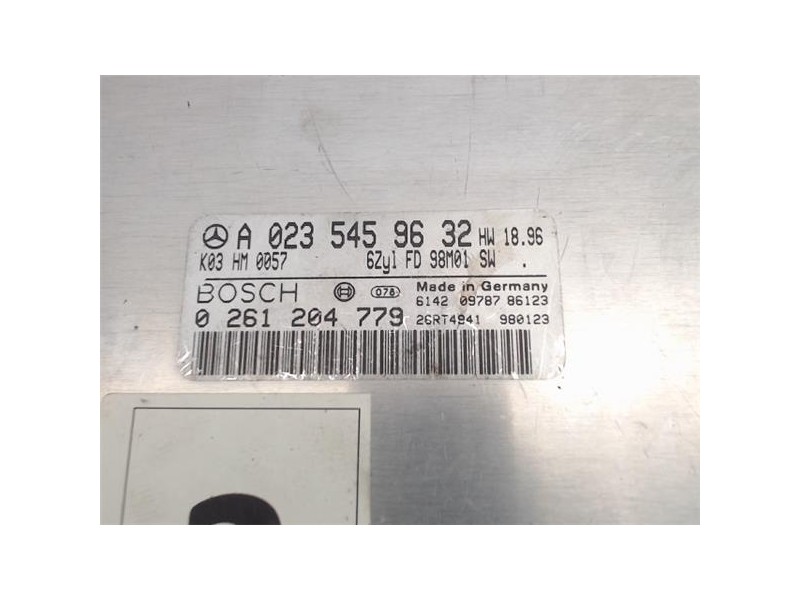 A 023 545 96 32 HW 18.96
K03 HM 0057 6Zyl FD 98M01 SW .
BOSCH 078 Made in Germany
6142 09787 86123
0 261 204 779 26RT4941 980123